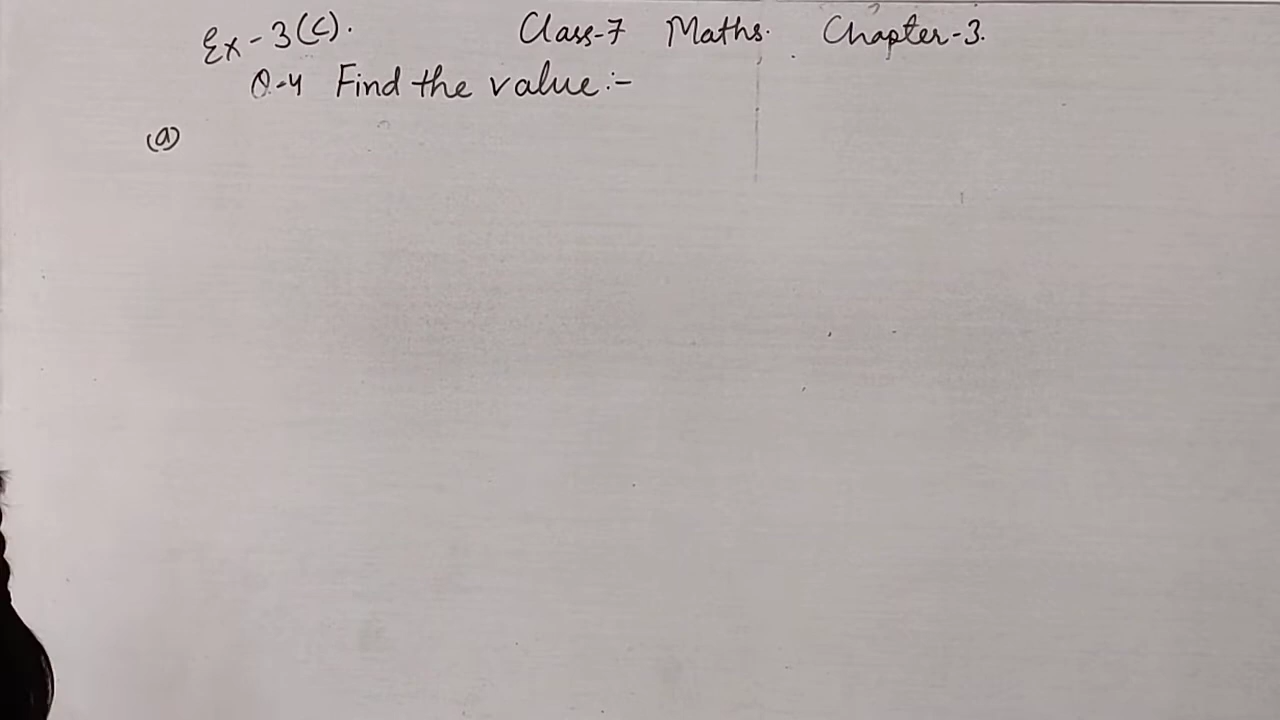 Ex-3(C). Class-7 Maths. Chapter-3.
Q-4 Find the value:-
(a)